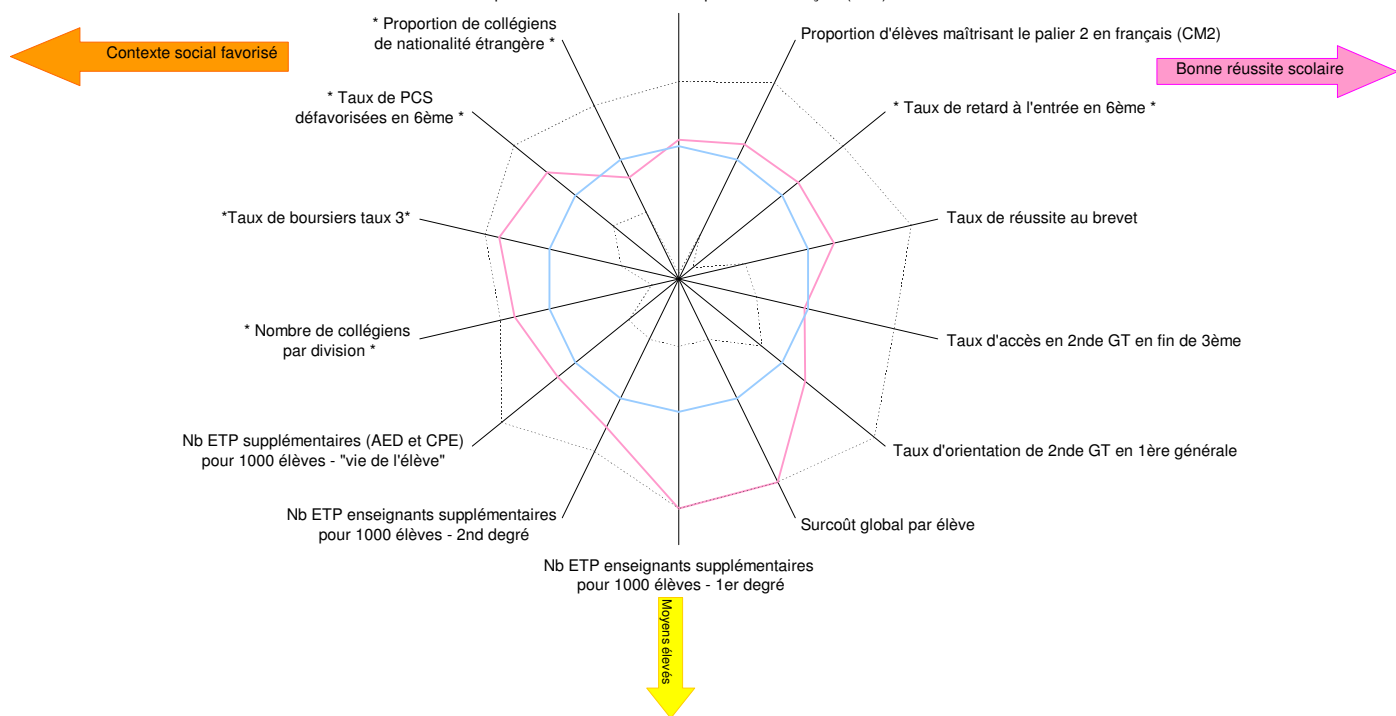 * Proportion de collégiens
de nationalité étrangère *
Proportion d'élèves maîtrisant le palier 2 en français (CM2)
Contexte social favorisé
Bonne réussite scolaire
* Taux de PCS
défavorisées en 6ème *
* Taux de retard à l'entrée en 6ème *
*Taux de boursiers taux 3*
Taux de réussite au brevet
* Nombre de collégiens
par division *
Taux d'accès en 2nde GT en fin de 3ème
Nb ETP supplémentaires (AED et CPE)
pour 1000 élèves - "vie de l'élève"
Taux d'orientation de 2nde GT en 1ère générale
Nb ETP enseignants supplémentaires
pour 1000 élèves - 2nd degré
Surcoût global par élève
Nb ETP enseignants supplémentaires
pour 1000 élèves - 1er degré
Moyens élevés